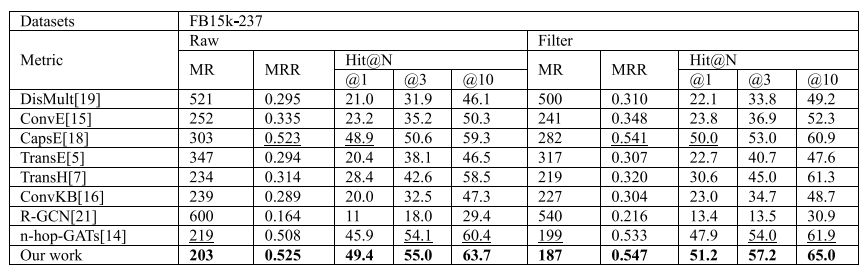 Datasets FB15k-237
Metric Raw Filter
MR MRR Hit@N MR MRR Hit@N
@1 @3 @10 @1 @3 @10
DisMult[19] 521 0.295 21.0 31.9 46.1 500 0.310 22.1 33.8 49.2
ConvE[15] 252 0.335 23.2 35.2 50.3 241 0.348 23.8 36.9 52.3
CapsE[18] 303 0.523 48.9 50.6 59.3 282 0.541 50.0 53.0 60.9
TransE[5] 347 0.294 20.4 38.1 46.5 317 0.307 22.7 40.7 47.6
TransH[7] 234 0.314 28.4 42.6 58.5 219 0.320 30.6 45.0 61.3
ConvKB[16] 239 0.289 20.0 32.5 47.3 227 0.304 23.0 34.7 48.7
R-GCN[21] 600 0.164 11 18.0 29.4 540 0.216 13.4 13.5 30.9
n-hop-GATs[14] 219 0.508 45.9 54.1 60.4 199 0.533 47.9 54.0 61.9
Our work 203 0.525 49.4 55.0 63.7 187 0.547 51.2 57.2 65.0